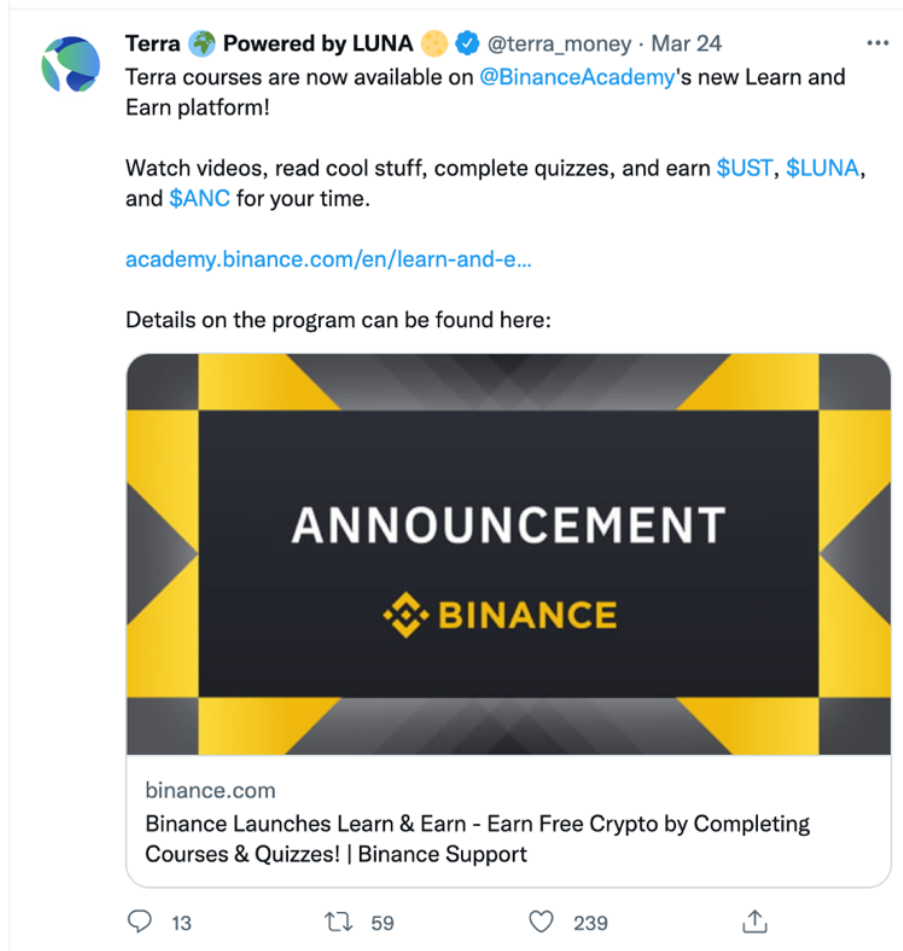 Terra 🌍 Powered by LUNA 🌕 @terra_money · Mar 24
Terra courses are now available on @BinanceAcademy's new Learn and
Earn platform!
Watch videos, read cool stuff, complete quizzes, and earn $UST, $LUNA,
and $ANC for your time.
academy.binance.com/en/learn-and-e...
Details on the program can be found here:
ANNOUNCEMENT
BINANCE
binance.com
Binance Launches Learn & Earn - Earn Free Crypto by Completing
Courses & Quizzes! | Binance Support
13 59 239